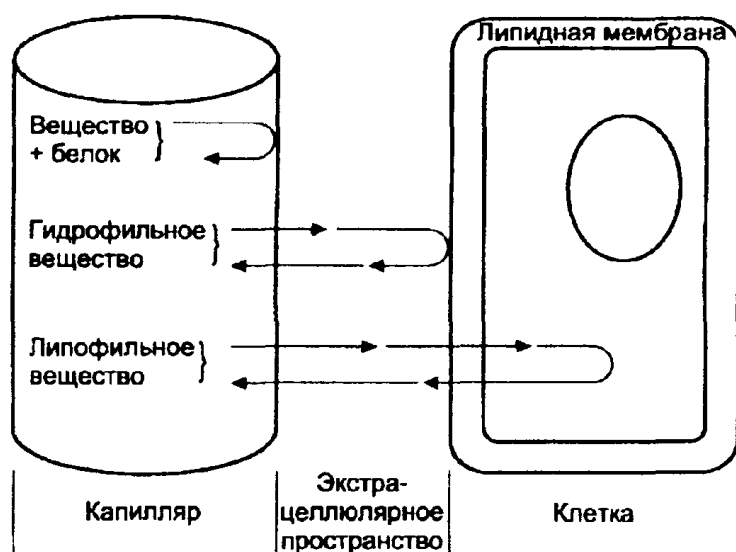 Липидная мембрана
Вещество
+ белок
Гидрофильное
вещество
Липофильное
вещество
Капилляр
Экстра-
целлюлярное
пространство
Клетка